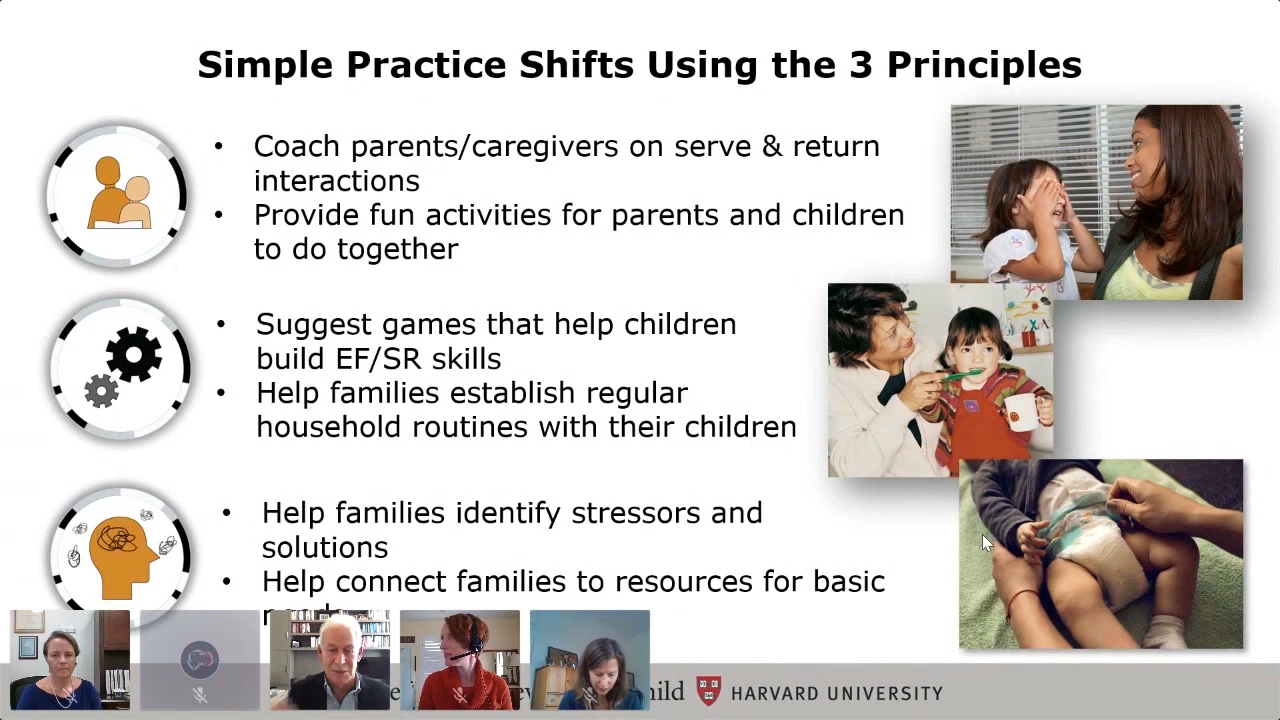 Simple Practice Shifts Using the 3 Principles
• Coach parents/caregivers on serve & return
interactions
• Provide fun activities for parents and children
to do together
• Suggest games that help children
build EF/SR skills
• Help families establish regular
household routines with their children
• Help families identify stressors and
solutions
• Help connect families to resources for basic
HARVARD UNIVERSITY